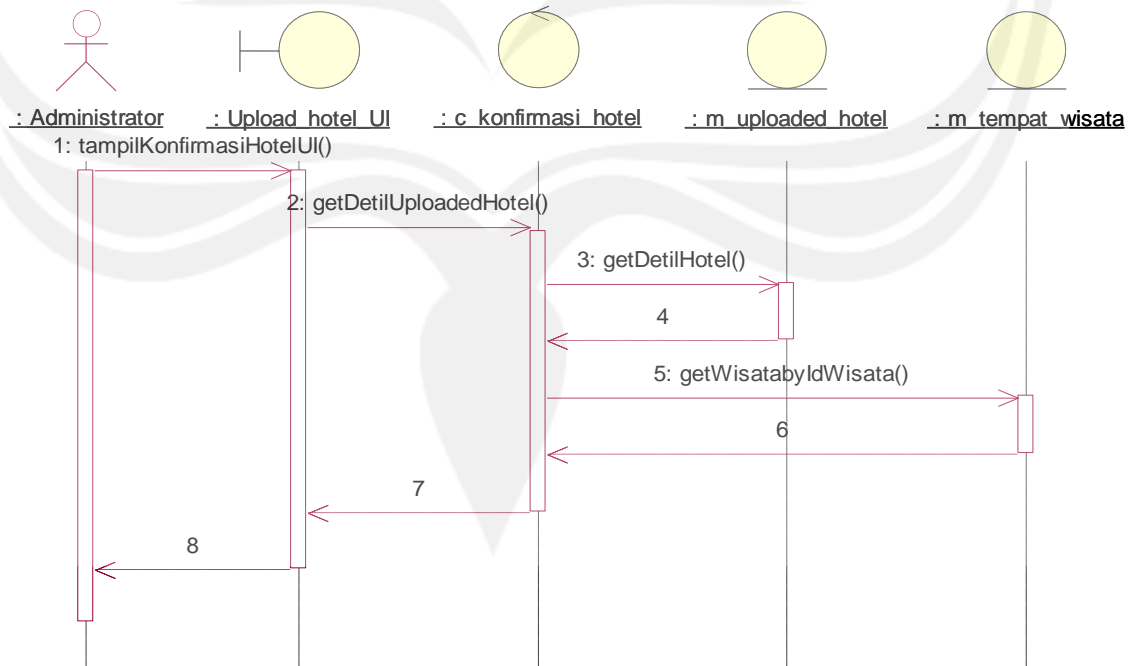 : Administrator
: Upload_hotel_UI
: c_konfirmasi_hotel
: m_uploaded_hotel
: m_tempat_wisata
1: tampilKonfirmasiHotelUI()
2: getDetilUploadedHotel()
3: getDetilHotel()
4
5: getWisatabyIdWisata()
6
7
8